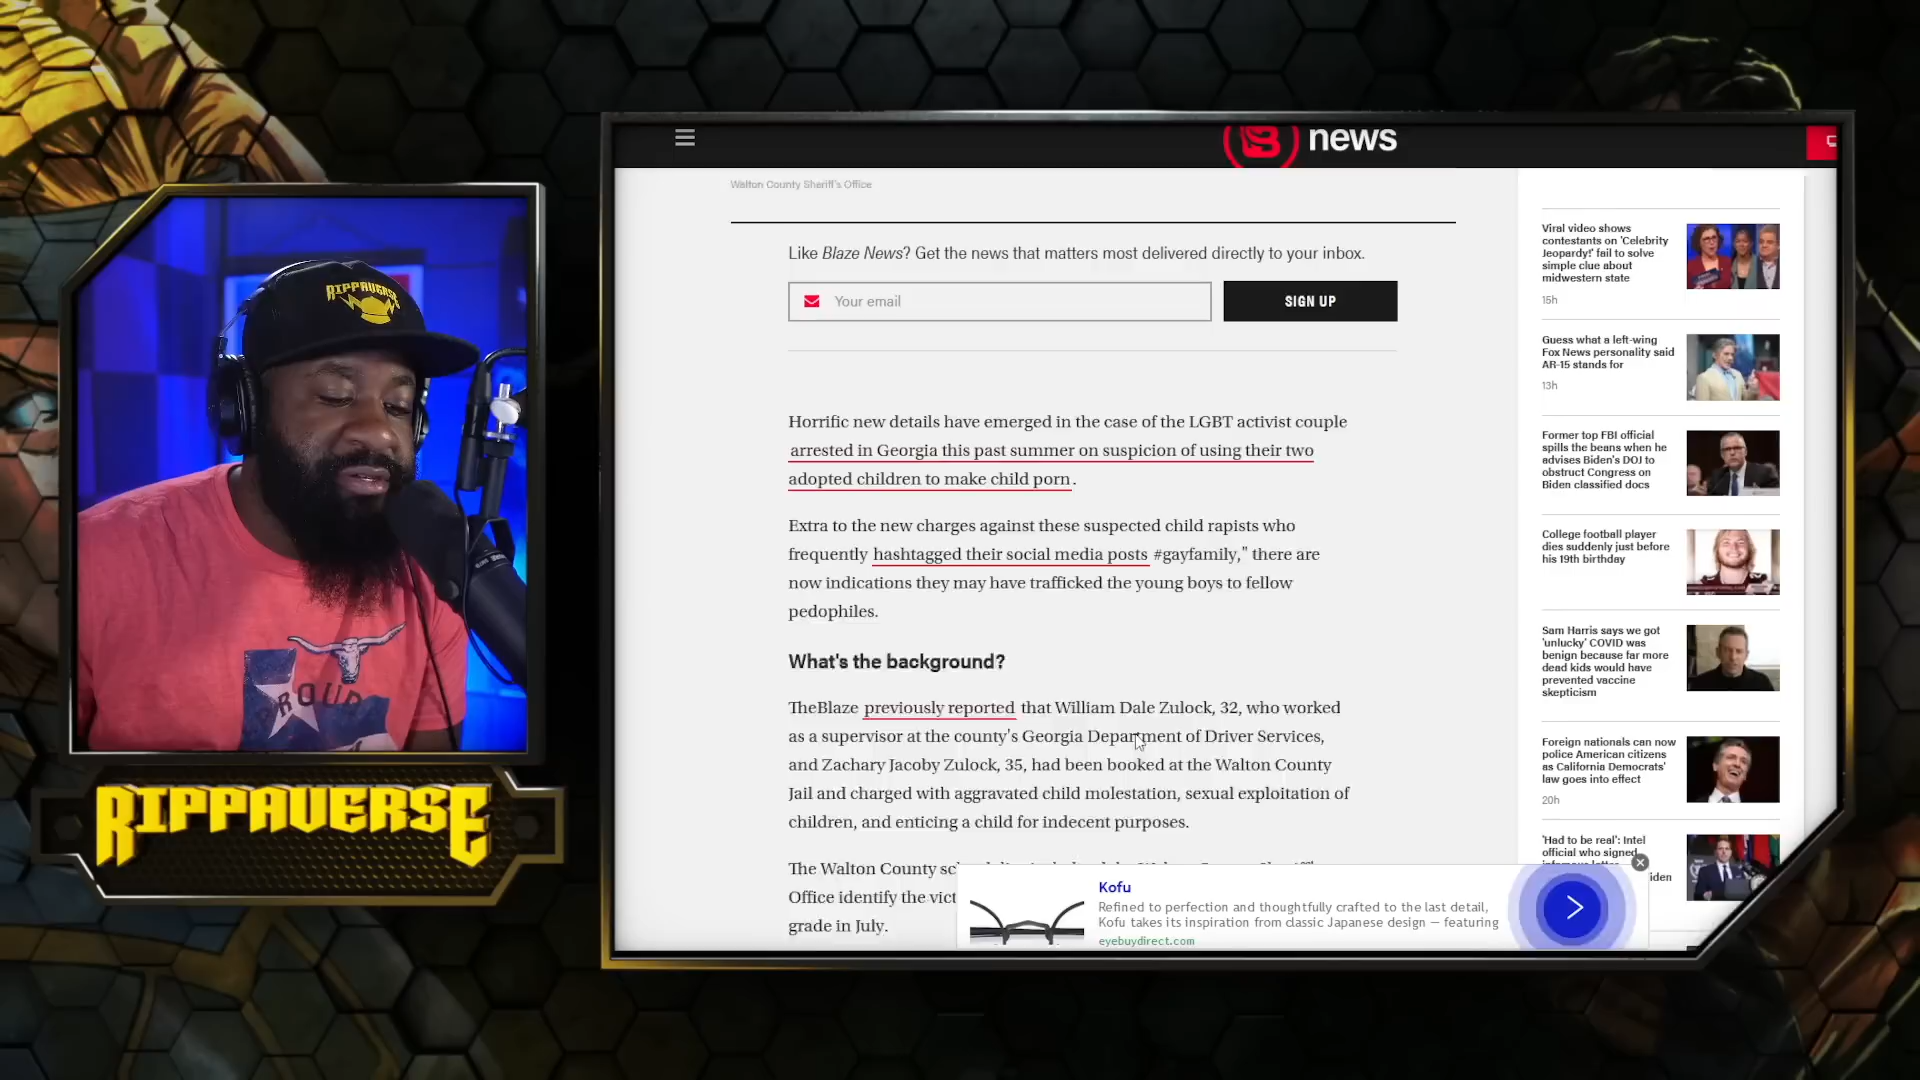 news
Walton County Sheriff's Office
Like Blaze News? Get the news that matters most delivered directly to your inbox.
Your email
SIGN UP
Horrific new details have emerged in the case of the LGBT activist couple
arrested in Georgia this past summer on suspicion of using their two
adopted children to make child porn.
Extra to the new charges against these suspected child rapists who
frequently hashtagged their social media posts #gayfamily," there are
now indications they may have trafficked the young boys to fellow
pedophiles.
What's the background?
TheBlaze previously reported that William Dale Zulock, 32, who worked
as a supervisor at the county's Georgia Department of Driver Services,
and Zachary Jacoby Zulock, 35, had been booked at the Walton County
Jail and charged with aggravated child molestation, sexual exploitation of
children, and enticing a child for indecent purposes.
The Walton County
Office identify the
grade in July.
Kofu
Refined to perfection and thoughtfully crafted to the last detail,
Kofu takes its inspiration from classic Japanese design — featuring
eyebuydirect.com
Viral video shows
contestants on 'Celebrity
Jeopardy!' fail to solve
simple clue about
midwestern state
15h
Guess what a left-wing
Fox News personality said
AR-15 stands for
13h
Former top FBI official
spills the beans when he
advises Biden's DOJ to
obstruct Congress on
Biden classified docs
College football player
dies suddenly just before
his 19th birthday
Sam Harris says we got
'unlucky' COVID was
benign because far more
dead kids would have
prevented vaccine
skepticism
Foreign nationals can now
police American citizens
as California Democrats'
law goes into effect
20h
'Had to be real': Intel
official who signed
RIPPAVERSE
PROUD
RIPPAVERSE